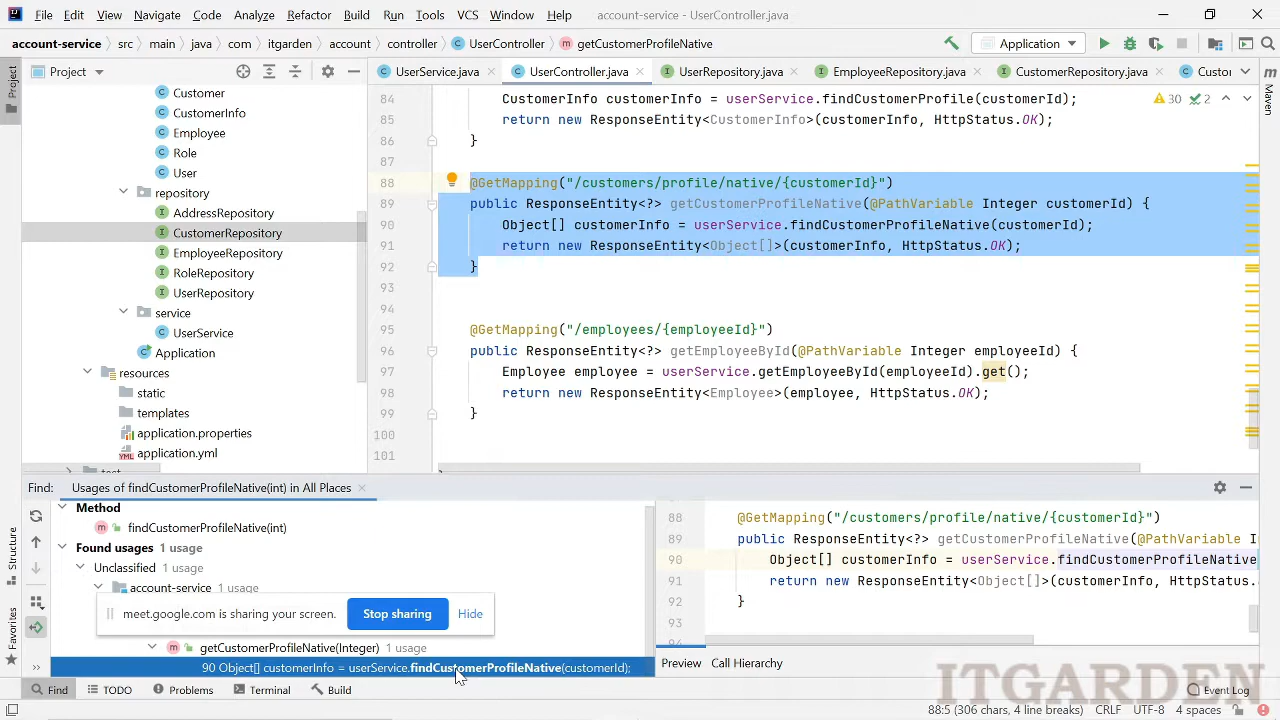 File Edit View Navigate Code Analyze Refactor Build Run Tools VCS Window Help account-service - UserController.java
account-service src main java com itgarden account controller UserController getCustomerProfileNative Application
Project UserService.java UserController.java UserRepository.java EmployeeRepository.java CustomerRepository.java Custo
Project
Maven
Customer
CustomerInfo
Employee
Role
User
repository
AddressRepository
CustomerRepository
EmployeeRepository
RoleRepository
UserRepository
service
UserService
Application
resources
static
templates
application.properties
application.yml
test
30 2
84 CustomerInfo customerInfo = userService.findCustomerProfile(customerId);
85 return new ResponseEntity<CustomerInfo>(customerInfo, HttpStatus.OK);
86 }
87
88 @GetMapping("/customers/profile/native/{customerId}")
89 public ResponseEntity<?> getCustomerProfileNative(@PathVariable Integer customerId) {
90 Object[] customerInfo = userService.findCustomerProfileNative(customerId);
91 return new ResponseEntity<Object[]>(customerInfo, HttpStatus.OK);
92 }
93
94
95 @GetMapping("/employees/{employeeId}")
96 public ResponseEntity<?> getEmployeeById(@PathVariable Integer employeeId) {
97 Employee employee = userService.getEmployeeById(employeeId).get();
98 return new ResponseEntity<Employee>(employee, HttpStatus.OK);
99 }
100
101
Find: Usages of findCustomerProfileNative(int) in All Places
Structure
Favorites
Method
findCustomerProfileNative(int)
Found usages 1 usage
Unclassified 1 usage
account-service 1 usage
meet.google.com is sharing your screen. Stop sharing Hide
getCustomerProfileNative(Integer) 1 usage
90 Object[] customerInfo = userService.findCustomerProfileNative(customerId);
88 @GetMapping("/customers/profile/native/{customerId}")
89 public ResponseEntity<?> getCustomerProfileNative(@PathVariable I
90 Object[] customerInfo = userService.findCustomerProfileNative
91 return new ResponseEntity<Object[]>(customerInfo, HttpStatus.
92 }
94
Preview Call Hierarchy
ITGARDEN
Find TODO Problems Terminal Build Event Log
88:5 (306 chars, 4 line breaks) CRLF UTF-8 4 spaces